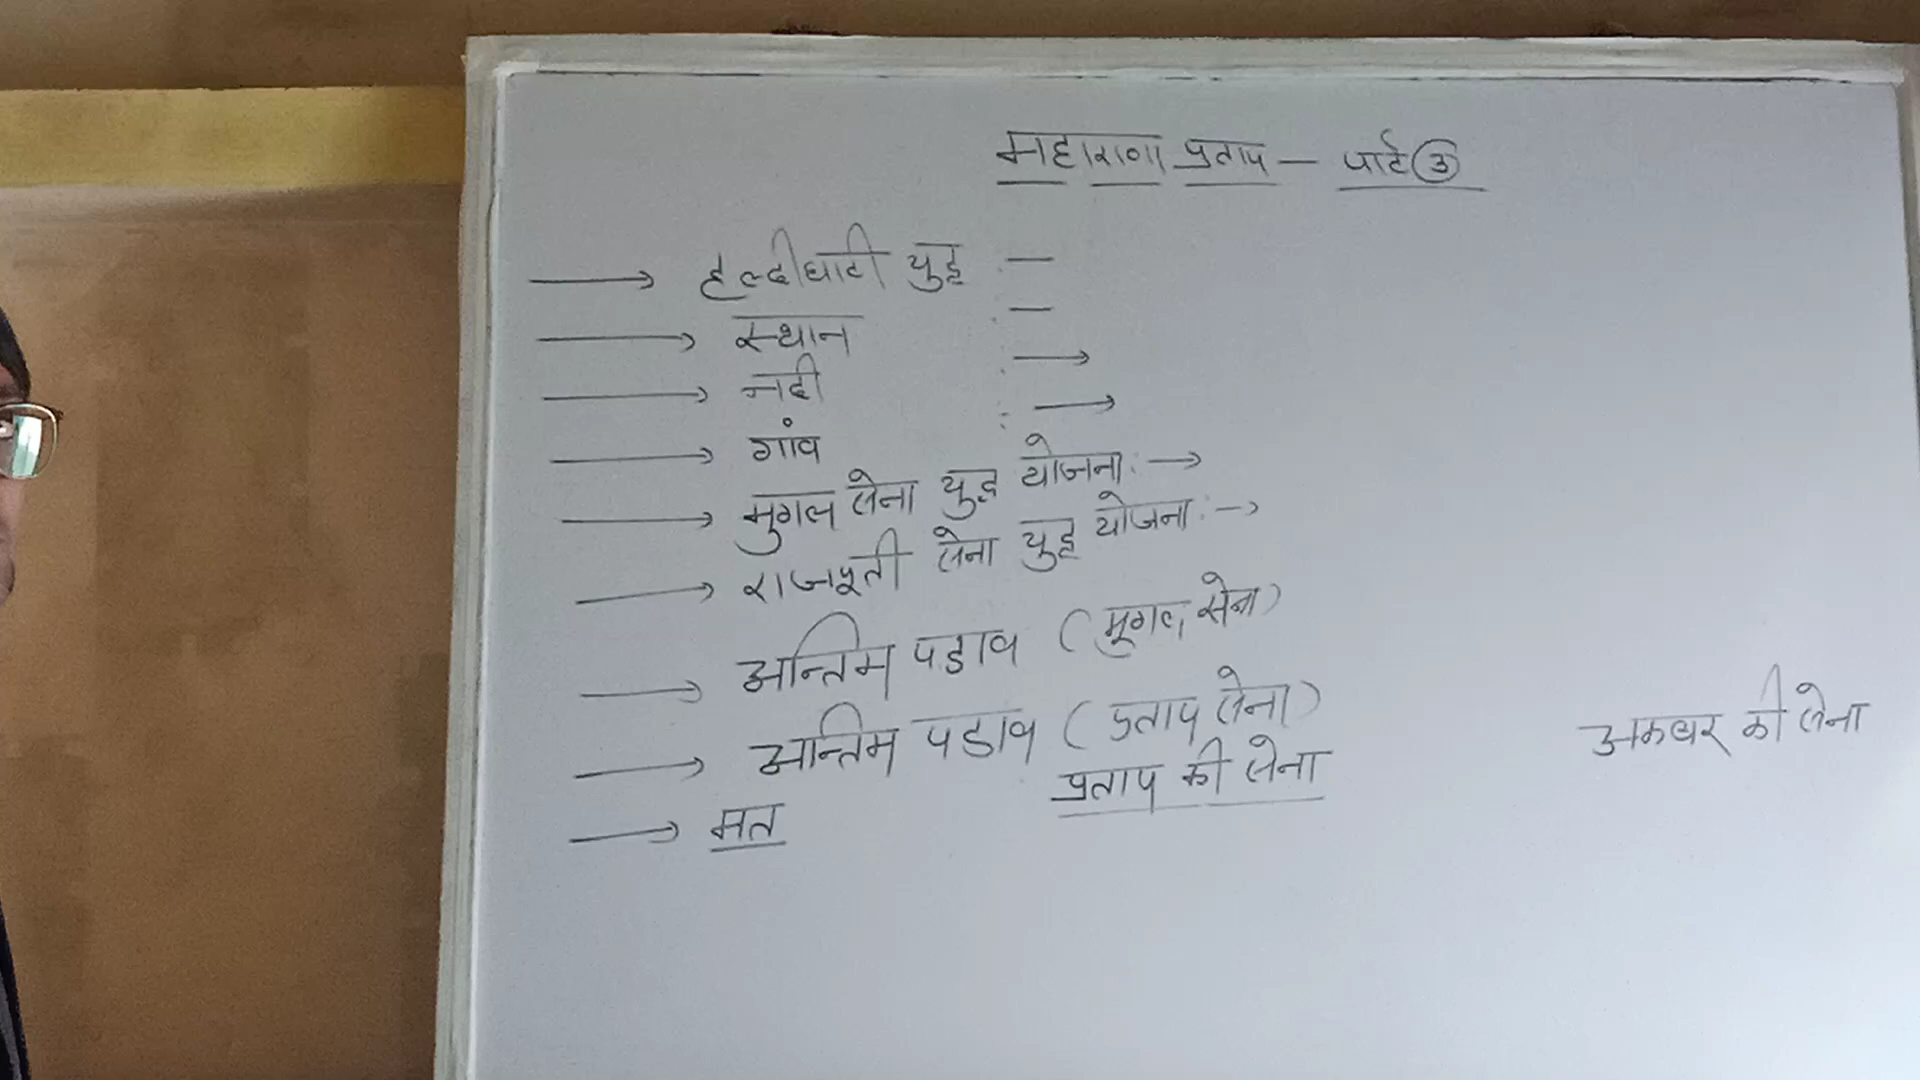 महाराणा प्रताप — पार्ट ③
→ हल्दीघाटी युद्ध —
→ स्थान —
→ नदी →
→ गांव →
→ मुगल सेना युद्ध योजना :→
→ राजपूती सेना युद्ध योजना :→
→ अन्तिम पडाव (मुगल सेना)
→ अन्तिम पडाव (प्रताप सेना)
→ मत प्रताप की सेना अकबर की सेना